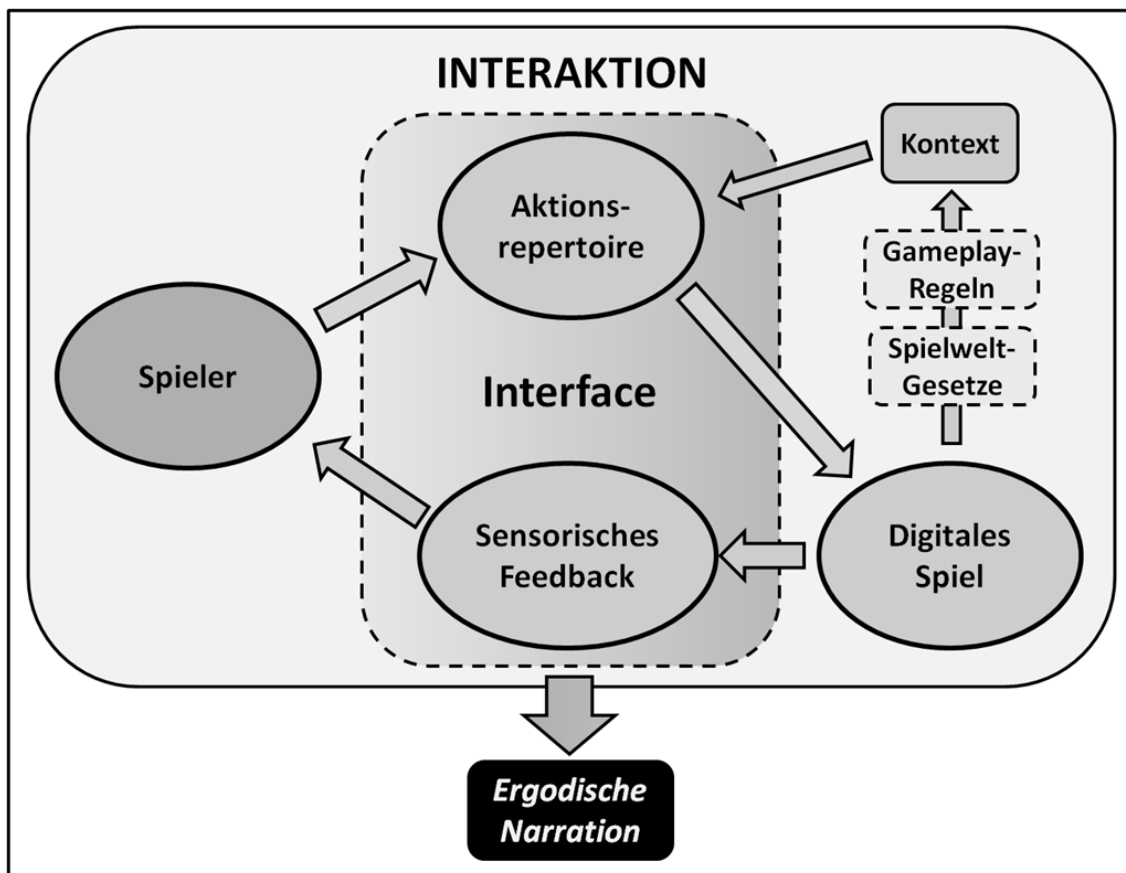 INTERAKTION
Kontext
Aktions-
repertoire
Gameplay-
Regeln
Spielwelt-
Gesetze
Spieler
Interface
Sensorisches
Feedback
Digitales
Spiel
Ergodische
Narration